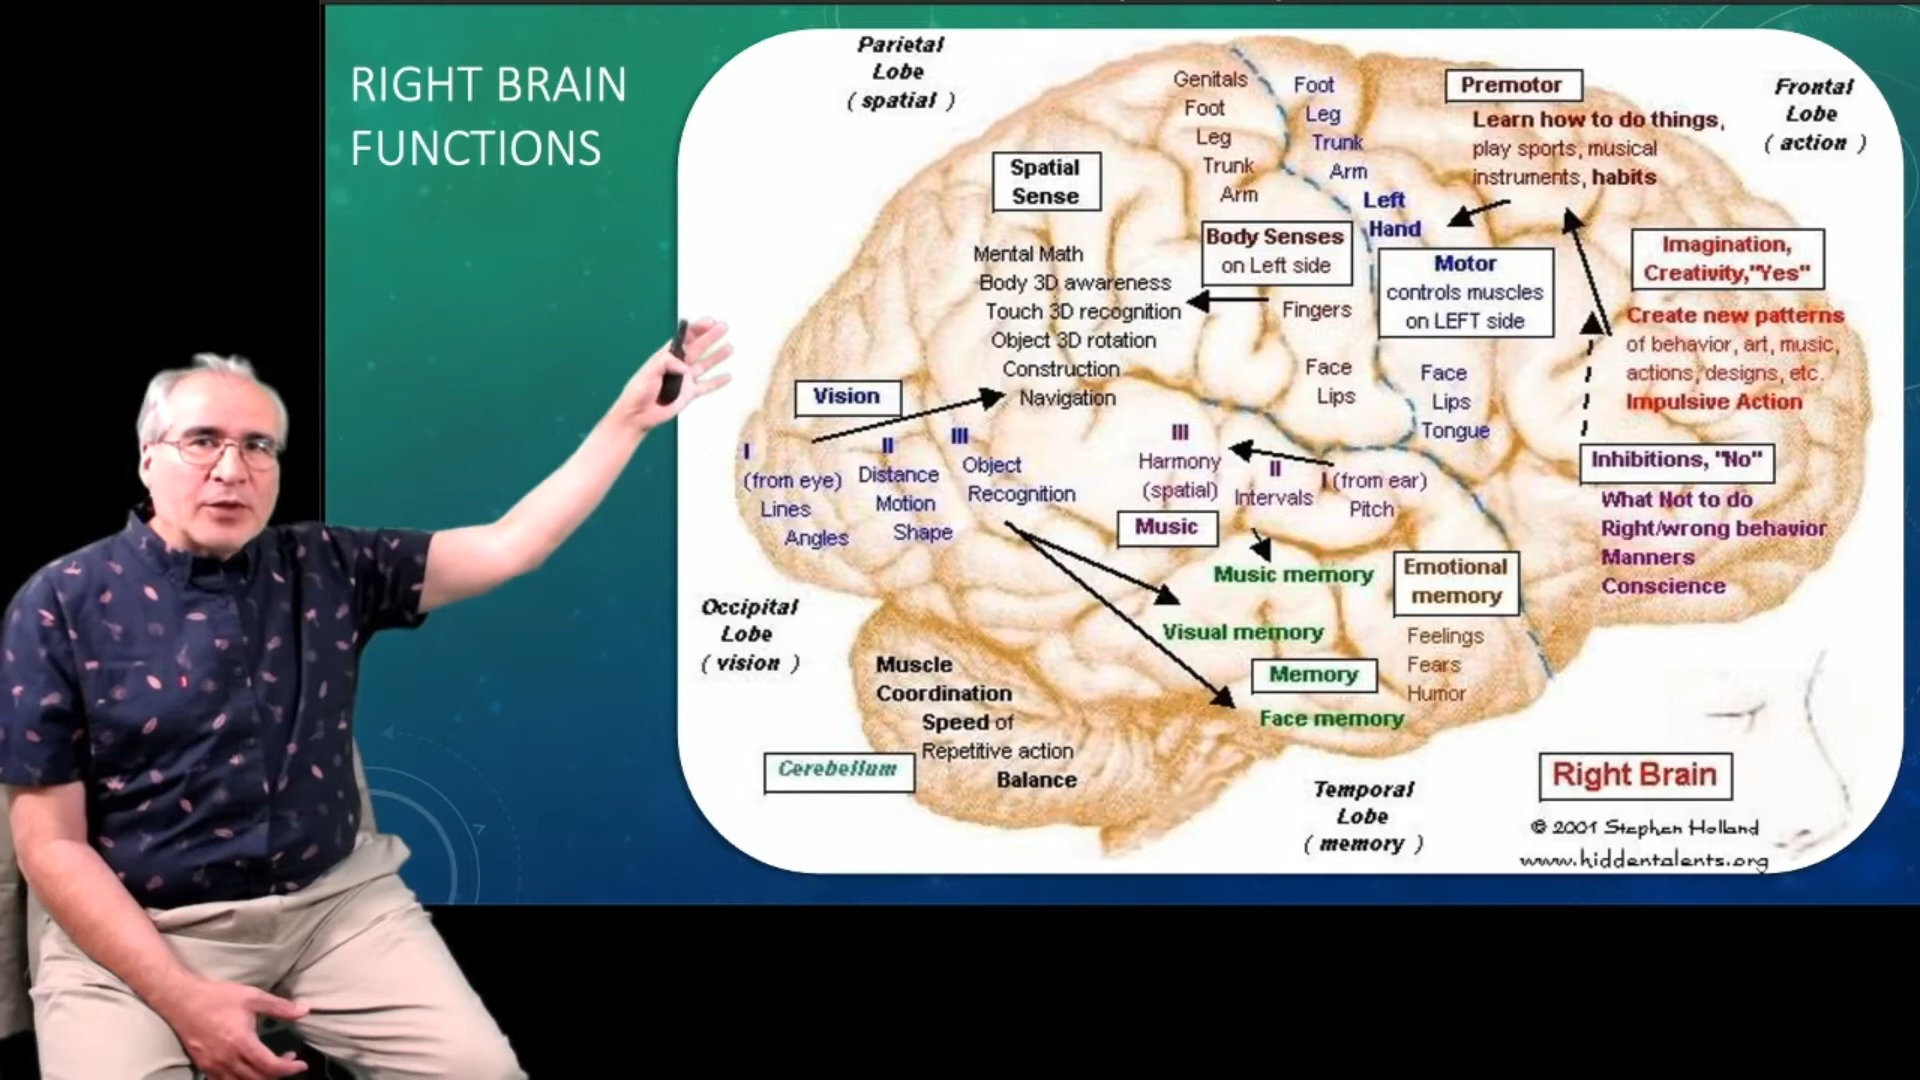 RIGHT BRAIN
FUNCTIONS
Parietal
Lobe
( spatial )
Genitals
Foot
Leg
Trunk
Arm
Foot
Leg
Trunk
Arm
Left
Hand
Premotor
Learn how to do things,
play sports, musical
instruments, habits
Frontal
Lobe
( action )
Spatial
Sense
Mental Math
Body 3D awareness
Touch 3D recognition
Object 3D rotation
Construction
Navigation
Body Senses
on Left side
Fingers
Face
Lips
Motor
controls muscles
on LEFT side
Face
Lips
Tongue
Imagination,
Creativity,"Yes"
Create new patterns
of behavior, art, music,
actions, designs, etc.
Impulsive Action
Inhibitions, "No"
What Not to do
Right/wrong behavior
Manners
Conscience
Vision
I
(from eye)
Lines
Angles
II
Distance
Motion
Shape
III
Object
Recognition
III
Harmony
(spatial)
II
Intervals
I (from ear)
Pitch
Music
Music memory
Visual memory
Memory
Face memory
Emotional
memory
Feelings
Fears
Humor
Occipital
Lobe
( vision )
Muscle
Coordination
Speed of
Repetitive action
Balance
Cerebellum
Temporal
Lobe
( memory )
Right Brain
© 2001 Stephen Holland
www.hiddentalents.org